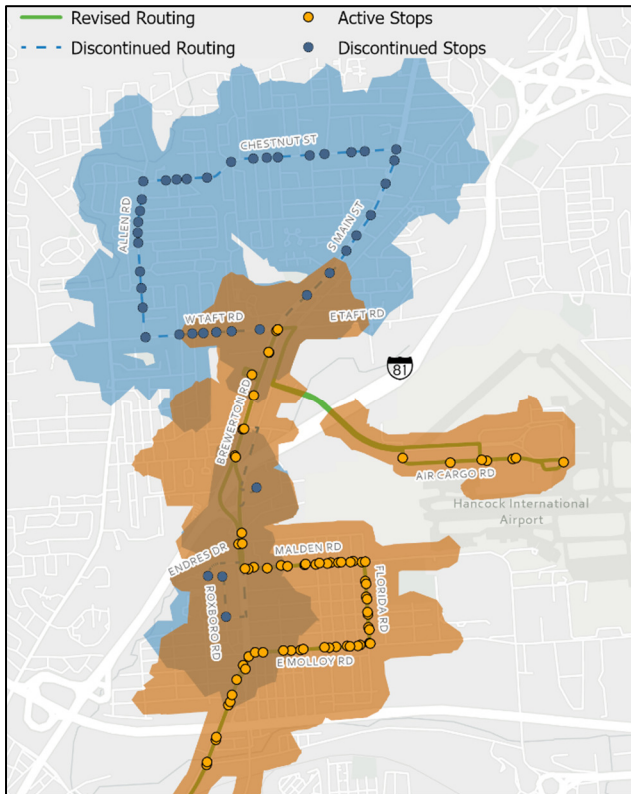 Revised Routing
Active Stops
Discontinued Routing
Discontinued Stops
CHESTNUT ST
ALLEN RD
S MAIN ST
W TAFT RD
E TAFT RD
81
BREWERTON RD
AIR CARGO RD
Hancock International
Airport
ENDRES DR
MALDEN RD
ROXBORO RD
FLORIDA RD
E MOLLOY RD